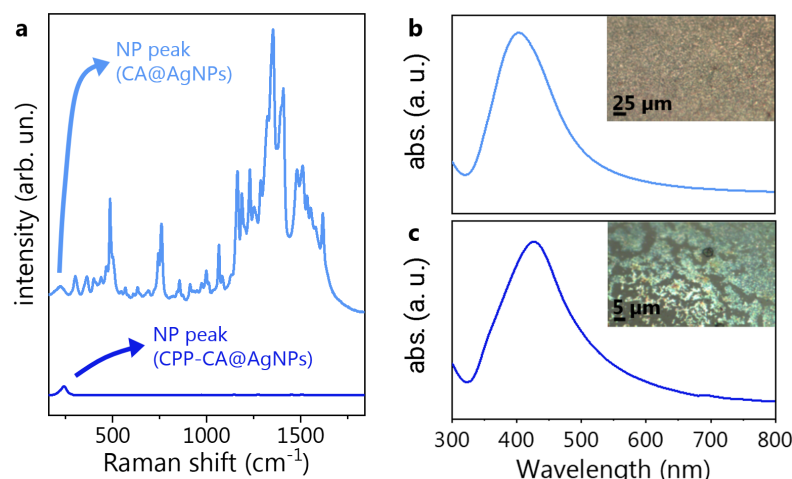 a
NP peak
(CA@AgNPs)
NP peak
(CPP-CA@AgNPs)
intensity (arb. un.)
500
1000
1500
Raman shift (cm-1)
b
25 µm
abs. (a. u.)
c
5 µm
abs. (a. u.)
300
400
500
600
700
800
Wavelength (nm)